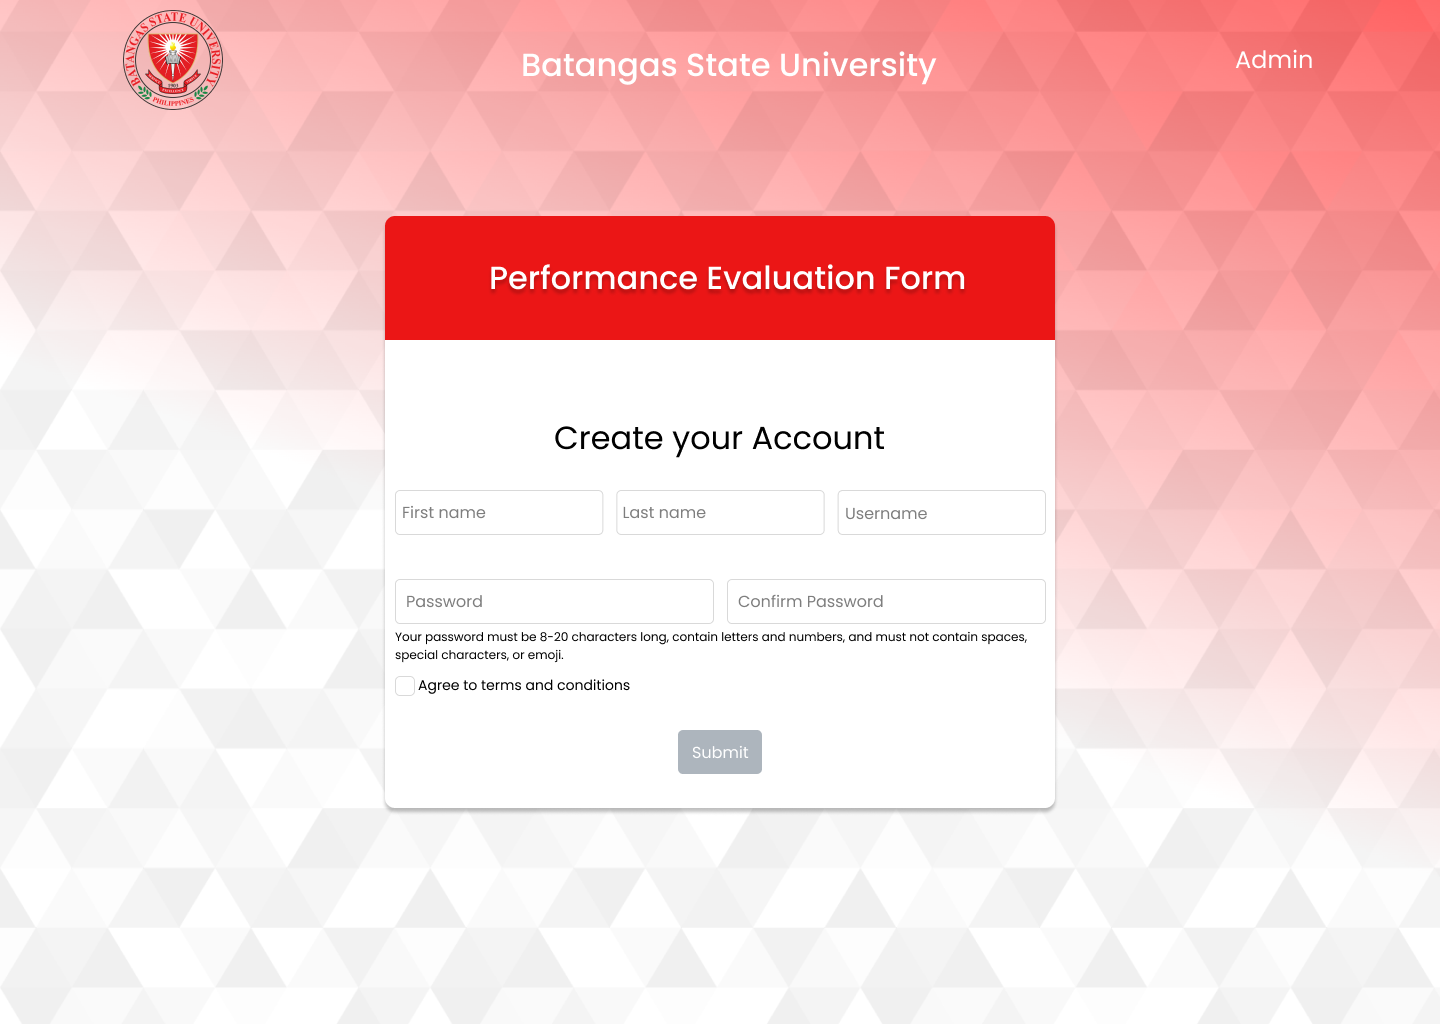 BATANGAS STATE UNIVERSITY
PHILIPPINES
Batangas State University
Admin
Performance Evaluation Form
Create your Account
First name
Last name
Username
Password
Confirm Password
Your password must be 8-20 characters long, contain letters and numbers, and must not contain spaces,
special characters, or emoji.
Agree to terms and conditions
Submit